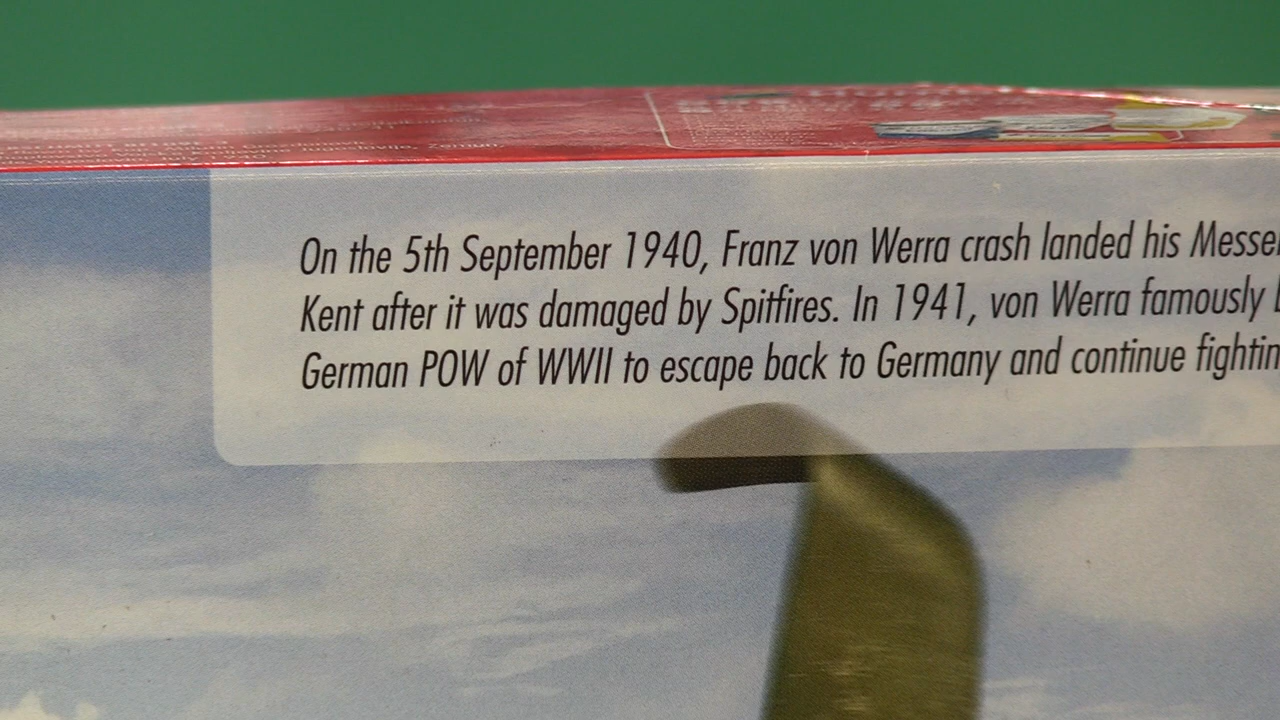 On the 5th September 1940, Franz von Werra crash landed his
Kent after it was damaged by Spitfires. In 1941, von Werra famously
German POW of WWII to escape back to Germany and continue